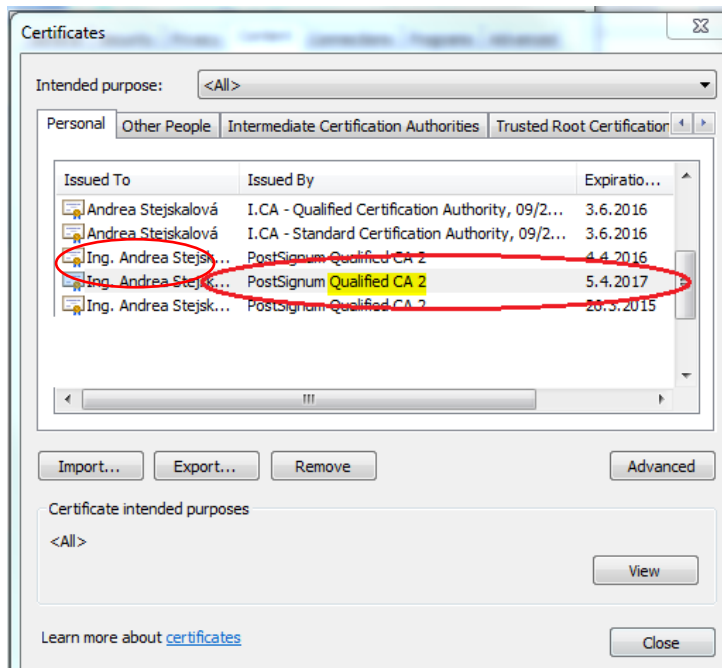 Certificates
Intended purpose: <All>
Personal Other People Intermediate Certification Authorities Trusted Root Certification
Issued To Issued By Expiratio...
Andrea Stejskalová I.CA - Qualified Certification Authority, 09/2... 3.6.2016
Andrea Stejskalová I.CA - Standard Certification Authority, 09/2... 3.6.2016
Ing. Andrea Stejsk... PostSignum Qualified CA 2 4.4.2016
Ing. Andrea Stejsk... PostSignum Qualified CA 2 5.4.2017
Ing. Andrea Stejsk... PostSignum Qualified CA 2 20.3.2015
Import... Export... Remove Advanced
Certificate intended purposes
<All>
View
Learn more about certificates
Close